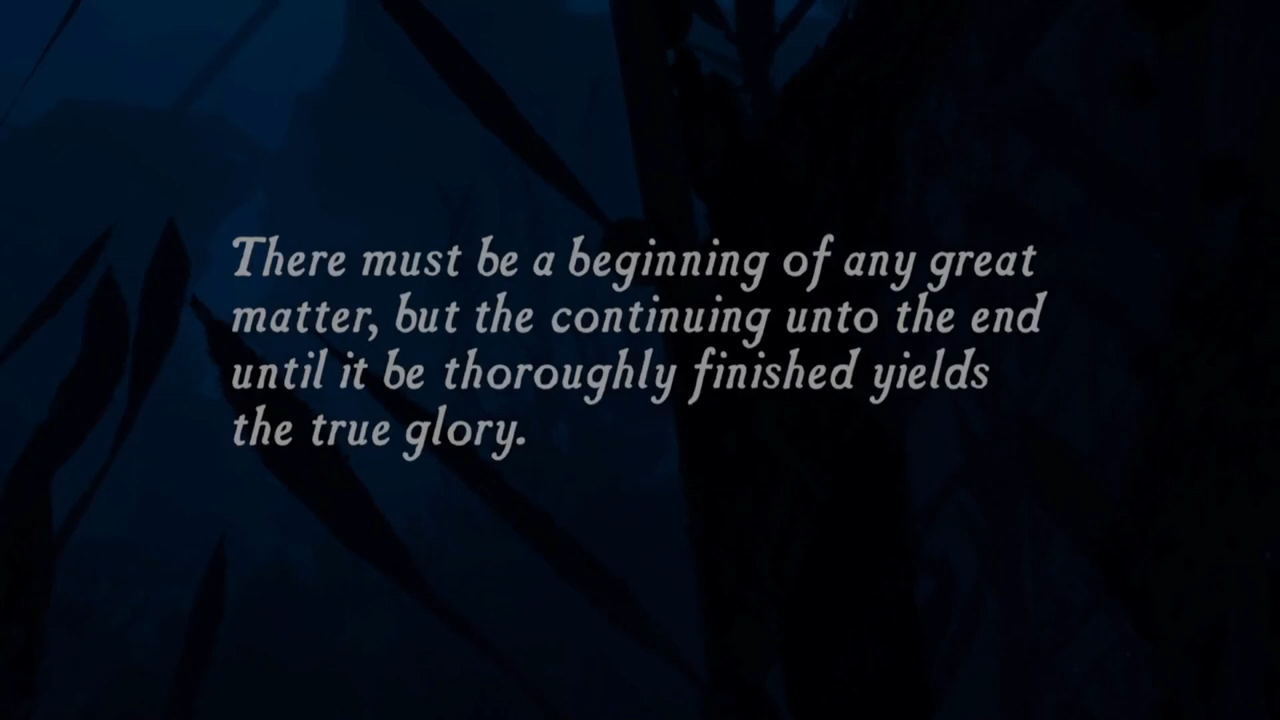 There must be a beginning of any great
matter, but the continuing unto the end
until it be thoroughly finished yields
the true glory.